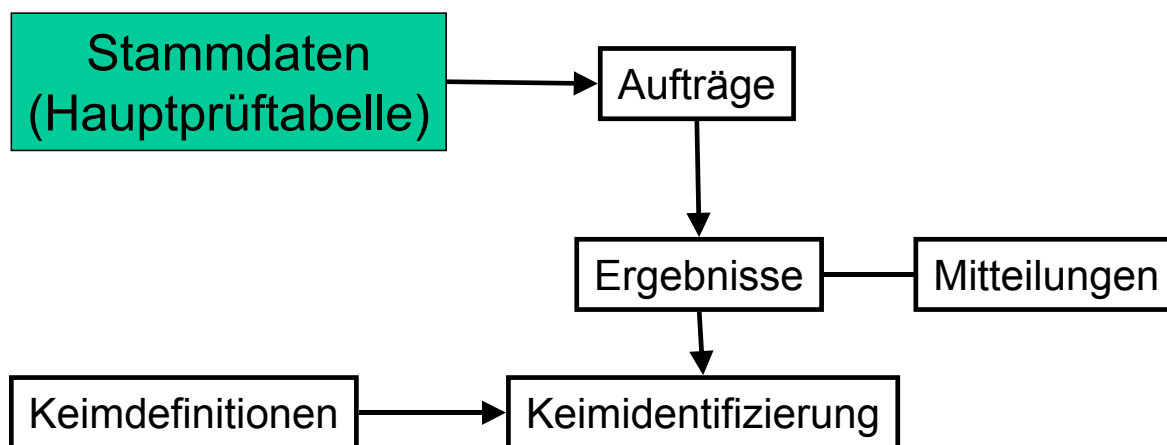 Stammdaten
(Hauptprüftabelle)
Aufträge
Ergebnisse
Mitteilungen
Keimdefinitionen
Keimidentifizierung